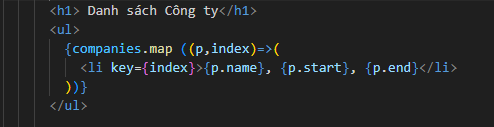 <h1> Danh sách Công ty</h1>
<ul>
{companies.map ((p,index)=>(
<li key={index}>{p.name}, {p.start}, {p.end}</li>
))}
</ul>